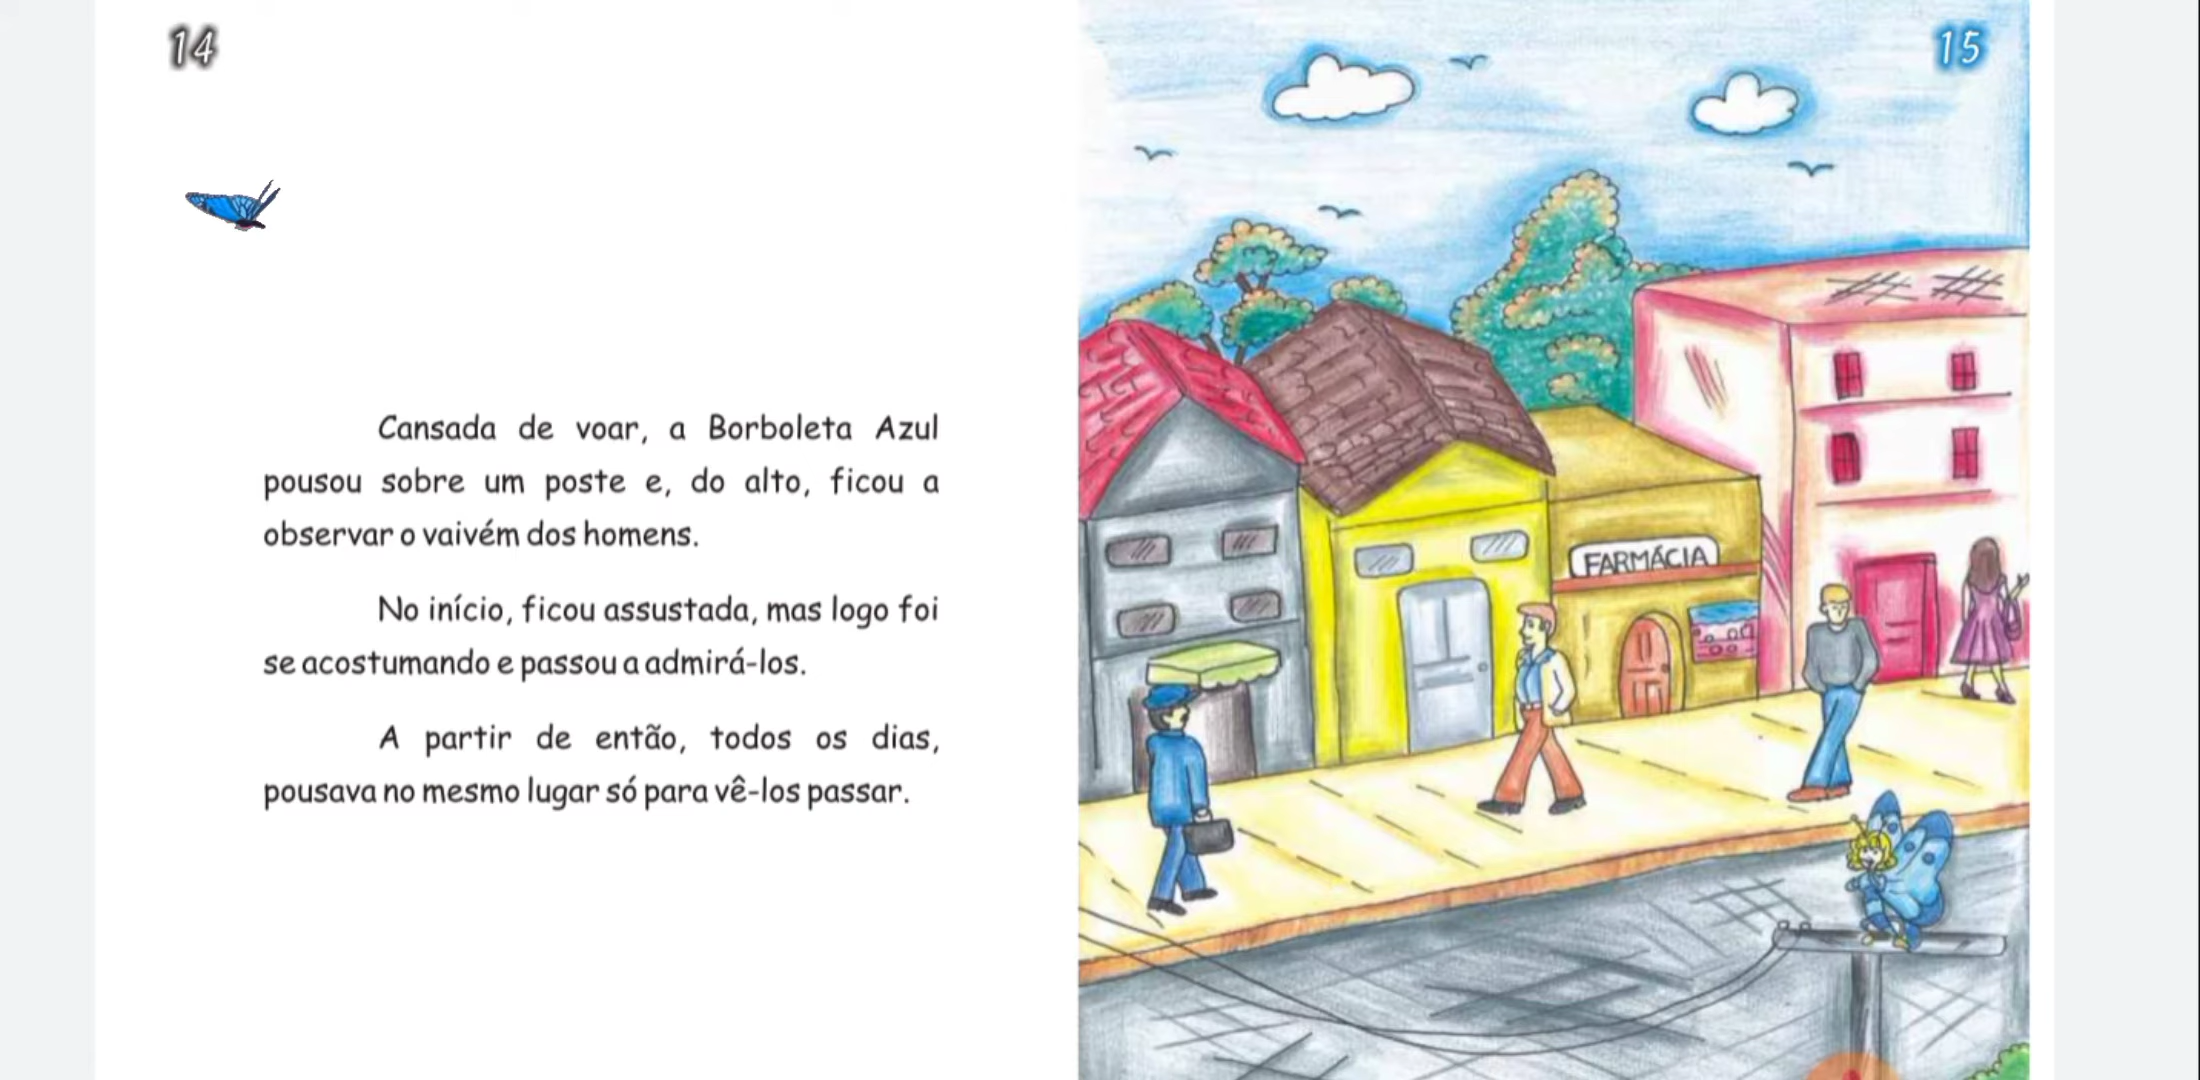 14
15
Cansada de voar, a Borboleta Azul
pousou sobre um poste e, do alto, ficou a
observar o vaivém dos homens.
No início, ficou assustada, mas logo foi
se acostumando e passou a admirá-los.
A partir de então, todos os dias,
pousava no mesmo lugar só para vê-los passar.
FARMÁCIA